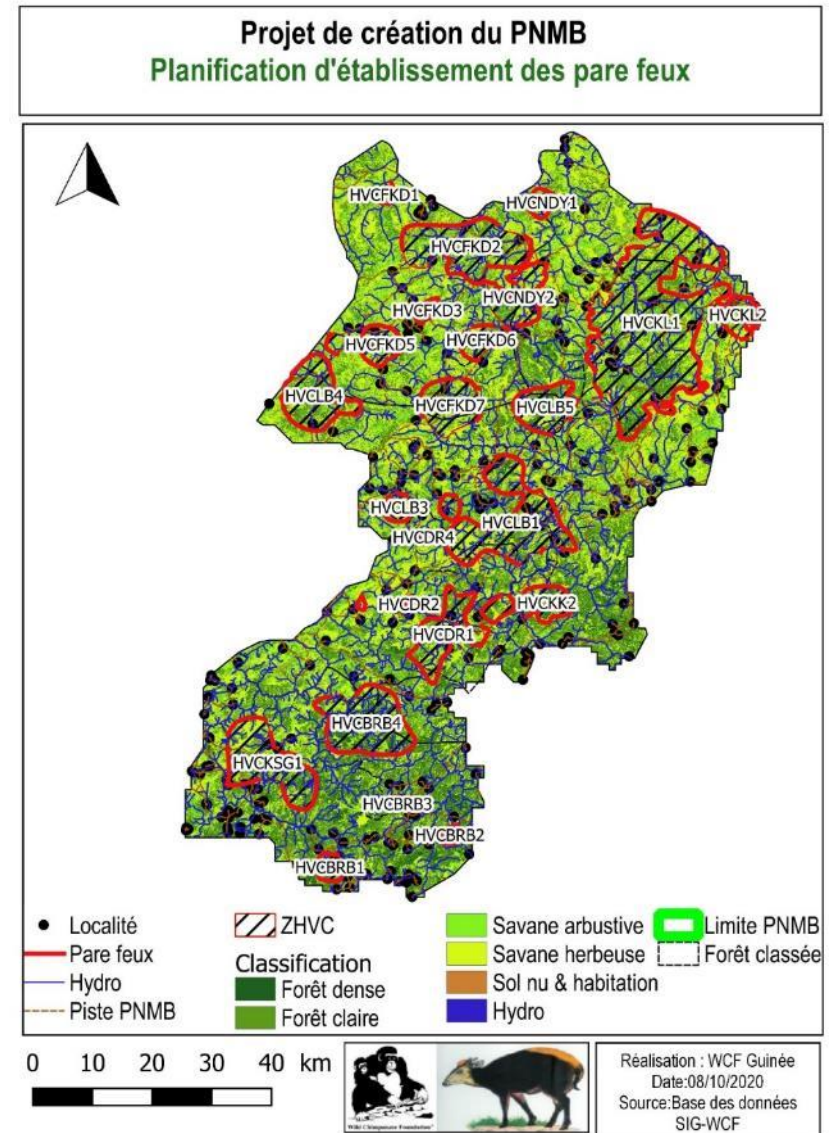 Projet de création du PNMB
Planification d'établissement des pare feux
HVCFKD1
HVCNDY1
HVCFKD2
HVCNDY2
HVCFKD3
HVCKL1
HVCKL2
HVCFKD5
HVCFKD6
HVCLB4
HVCFKD7
HVCLB5
HVCLB3
HVCLB1
HVCDR4
HVCDR2
HVCKK2
HVCDR1
HVCBRB4
HVCKSG1
HVCBRB3
HVCBRB2
HVCBRB1
Localité
Pare feux
Hydro
Piste PNMB
ZHVC
Classification
Forêt dense
Forêt claire
Savane arbustive
Savane herbeuse
Sol nu & habitation
Hydro
Limite PNMB
Forêt classée
0 10 20 30 40 km
Wild Chimpanzee Foundation
Réalisation : WCF Guinée
Date:08/10/2020
Source:Base des données
SIG-WCF